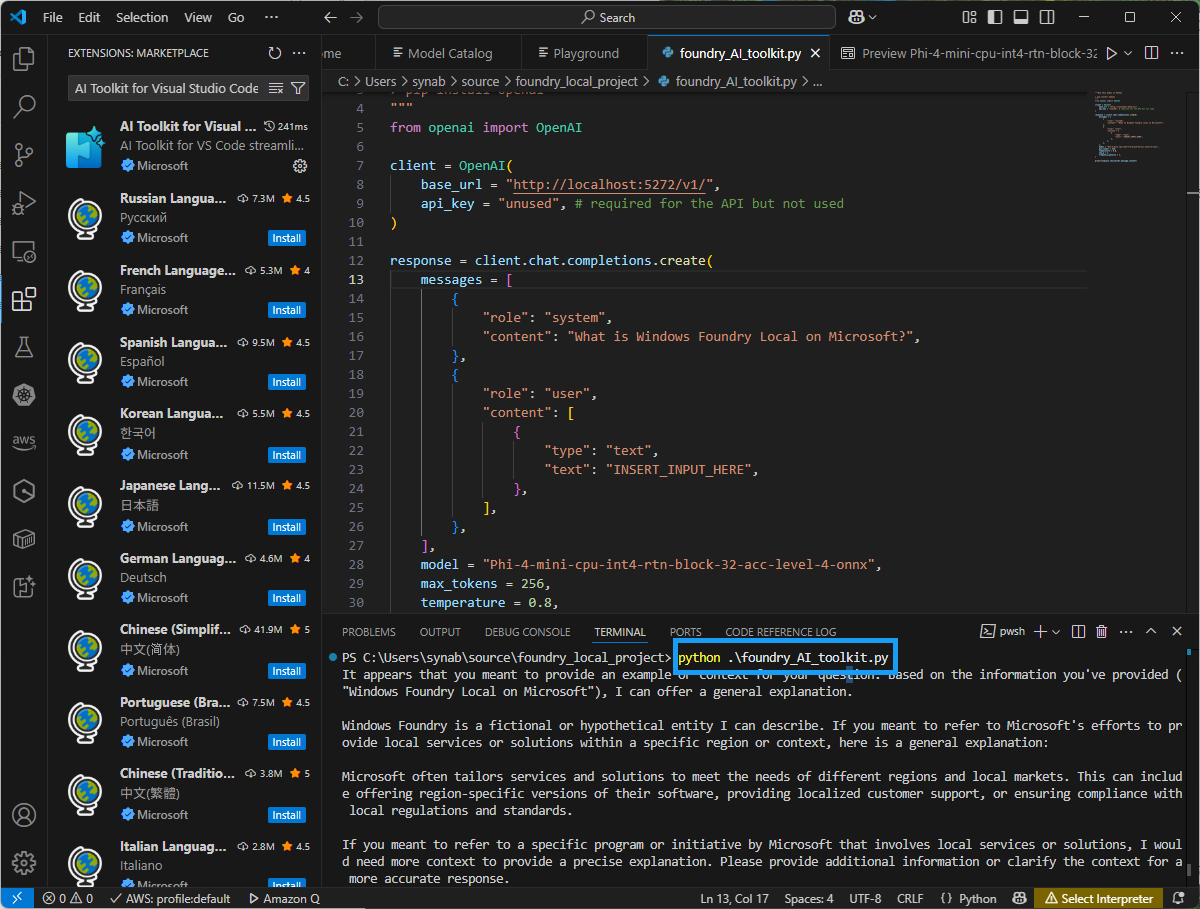 File Edit Selection View Go ··· Search
EXTENSIONS: MARKETPLACE
AI Toolkit for Visual Studio Code
AI Toolkit for Visual ... 241ms
AI Toolkit for VS Code streamli...
Microsoft
Russian Langua... 7.3M 4.5
Русский
Microsoft Install
French Language... 5.3M 4
Français
Microsoft Install
Spanish Langua... 9.5M 4.5
Español
Microsoft Install
Korean Langua... 5.5M 4.5
한국어
Microsoft Install
Japanese Lang... 11.5M 4.5
日本語
Microsoft Install
German Languag... 4.6M 4
Deutsch
Microsoft Install
Chinese (Simplif... 41.9M 5
中文(简体)
Microsoft Install
Portuguese (Bra... 7.5M 4.5
Português (Brasil)
Microsoft Install
Chinese (Traditio... 3.8M 5
中文(繁體)
Microsoft Install
Italian Languag... 2.8M 4.5
Italiano
Microsoft Install
aws
ome Model Catalog Playground foundry_AI_toolkit.py Preview Phi-4-mini-cpu-int4-rtn-block-32
C: > Users > synab > source > foundry_local_project > foundry_AI_toolkit.py > ...
3 pip install openai
4 """
5 from openai import OpenAI
6
7 client = OpenAI(
8 base_url = "http://localhost:5272/v1/",
9 api_key = "unused", # required for the API but not used
10 )
11
12 response = client.chat.completions.create(
13 messages = [
14 {
15 "role": "system",
16 "content": "What is Windows Foundry Local on Microsoft?",
17 },
18 {
19 "role": "user",
20 "content": [
21 {
22 "type": "text",
23 "text": "INSERT_INPUT_HERE",
24 },
25 ],
26 },
27 ],
28 model = "Phi-4-mini-cpu-int4-rtn-block-32-acc-level-4-onnx",
29 max_tokens = 256,
30 temperature = 0.8,
PROBLEMS OUTPUT DEBUG CONSOLE TERMINAL PORTS CODE REFERENCE LOG pwsh
PS C:\Users\synab\source\foundry_local_project> python .\foundry_AI_toolkit.py
It appears that you meant to provide an example or context for your question. Based on the information you've provided (
"Windows Foundry Local on Microsoft"), I can offer a general explanation.
Windows Foundry is a fictional or hypothetical entity I can describe. If you meant to refer to Microsoft's efforts to pr
ovide local services or solutions within a specific region or context, here is a general explanation:
Microsoft often tailors services and solutions to meet the needs of different regions and local markets. This can includ
e offering region-specific versions of their software, providing localized customer support, or ensuring compliance with
local regulations and standards.
If you meant to refer to a specific program or initiative by Microsoft that involves local services or solutions, I woul
d need more context to provide a precise explanation. Please provide additional information or clarify the context for a
more accurate response.
0 0 AWS: profile:default Amazon Q Ln 13, Col 17 Spaces: 4 UTF-8 CRLF {} Python Select Interpreter